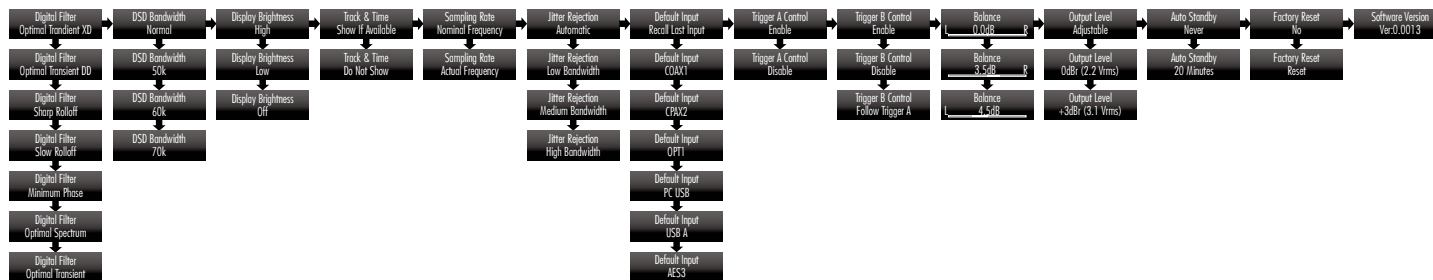 Digital Filter
Optimal Trandient XD
DSD Bandwidth
Normal
Display Brightness
High
Track & Time
Show If Available
Sampling Rate
Nominal Frequency
Jitter Rejection
Automatic
Default Input
Recall Last Input
Trigger A Control
Enable
Trigger B Control
Enable
Balance
L 0.0dB R
Output Level
Adjustable
Auto Standby
Never
Factory Reset
No
Software Version
Ver:0.0013
Digital Filter
Optimal Transient DD
DSD Bandwidth
50k
Display Brightness
Low
Track & Time
Do Not Show
Sampling Rate
Actual Frequency
Jitter Rejection
Low Bandwidth
Default Input
COAX1
Trigger A Control
Disable
Trigger B Control
Disable
Balance
3.5dB R
Output Level
0dBr (2.2 Vrms)
Auto Standby
20 Minutes
Factory Reset
Reset
Digital Filter
Sharp Rolloff
DSD Bandwidth
60k
Display Brightness
Off
Jitter Rejection
Medium Bandwidth
Default Input
CPAX2
Trigger B Control
Follow Trigger A
Balance
L 4.5dB
Output Level
+3dBr (3.1 Vrms)
Digital Filter
Slow Rolloff
DSD Bandwidth
70k
Jitter Rejection
High Bandwidth
Default Input
OPT1
Digital Filter
Minimum Phase
Default Input
PC USB
Digital Filter
Optimal Spectrum
Default Input
USB A
Digital Filter
Optimal Transient
Default Input
AES3